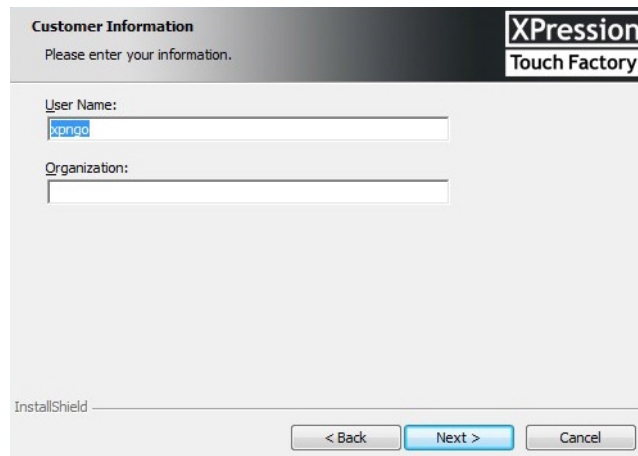 Customer Information
Please enter your information.
XPression
Touch Factory
User Name:
xpngo
Organization:
InstallShield
< Back
Next >
Cancel